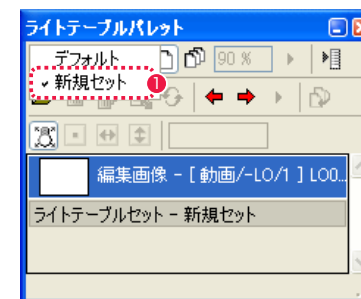 ライトテーブルパレット
デフォルト
90 %
✓新規セット
1
編集画像 - [ 動画/-LO/1 ] LO0...
ライトテーブルセット - 新規セット